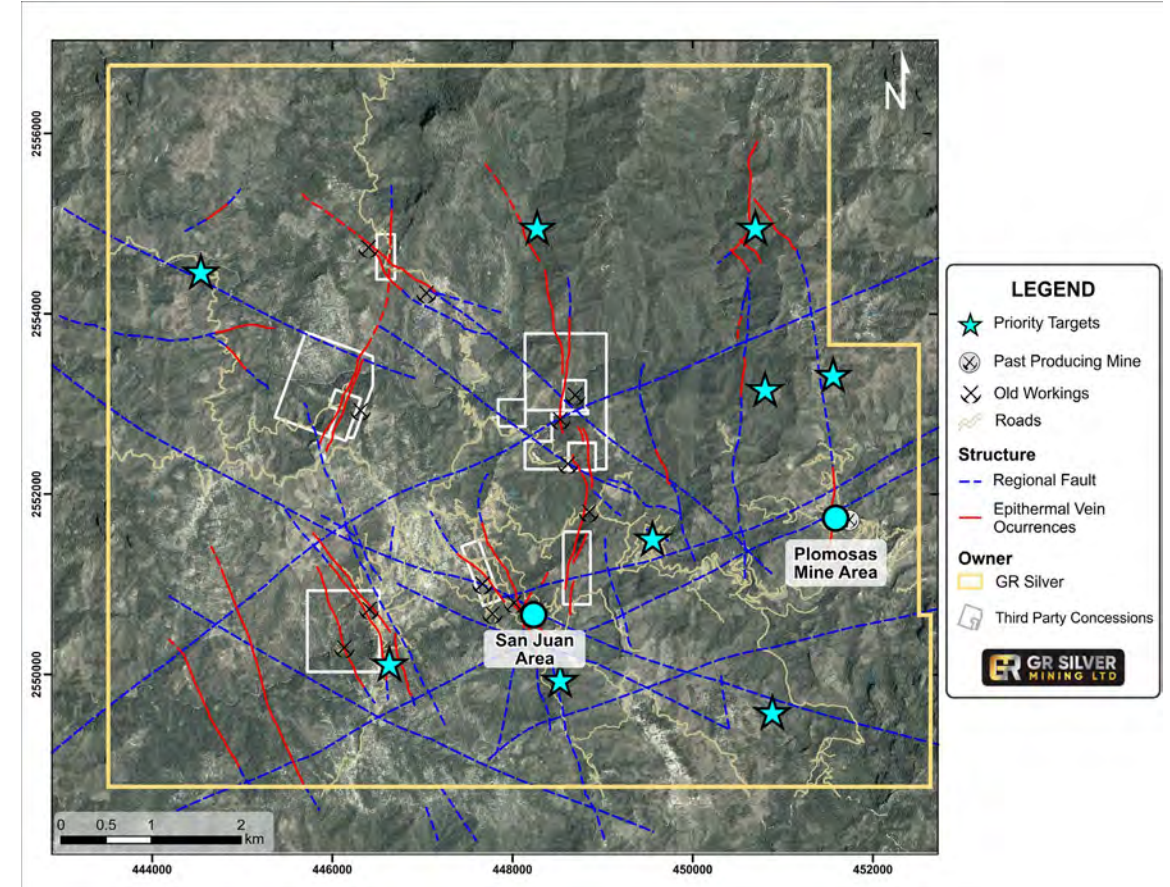 N
2556000
2554000
2552000
2550000
Plomosas
Mine Area
San Juan
Area
0 0.5 1 2
km
444000 446000 448000 450000 452000
LEGEND
Priority Targets
Past Producing Mine
Old Workings
Roads
Structure
Regional Fault
Epithermal Vein
Ocurrences
Owner
GR Silver
Third Party Concessions
GR GR SILVER
MINING LTD